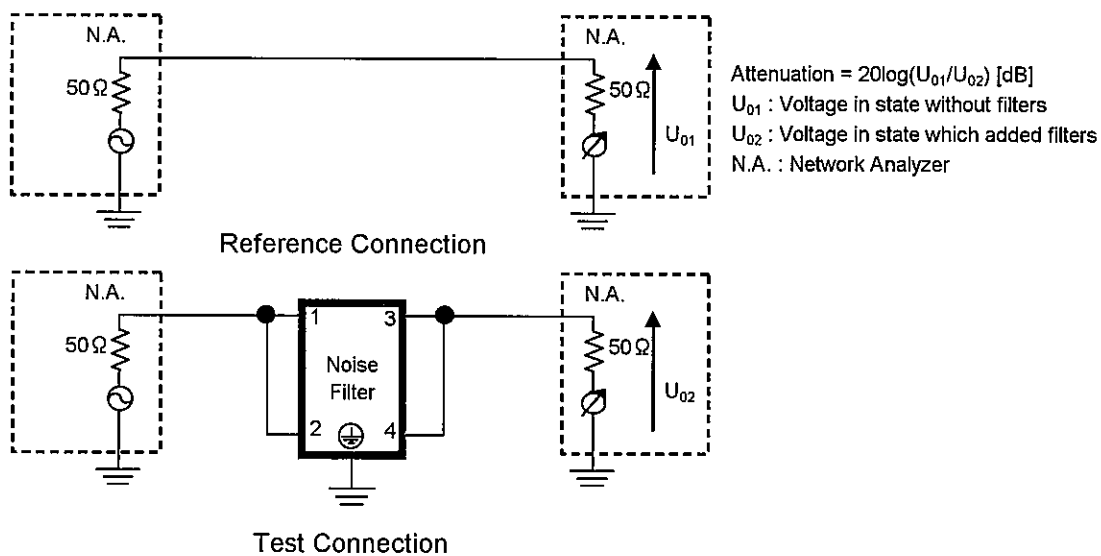 N.A.
50Ω
N.A.
50Ω
U01
Attenuation = 20log(U01/U02) [dB]
U01 : Voltage in state without filters
U02 : Voltage in state which added filters
N.A. : Network Analyzer
Reference Connection
N.A.
50Ω
1 3
Noise
Filter
2 4
N.A.
50Ω
U02
Test Connection